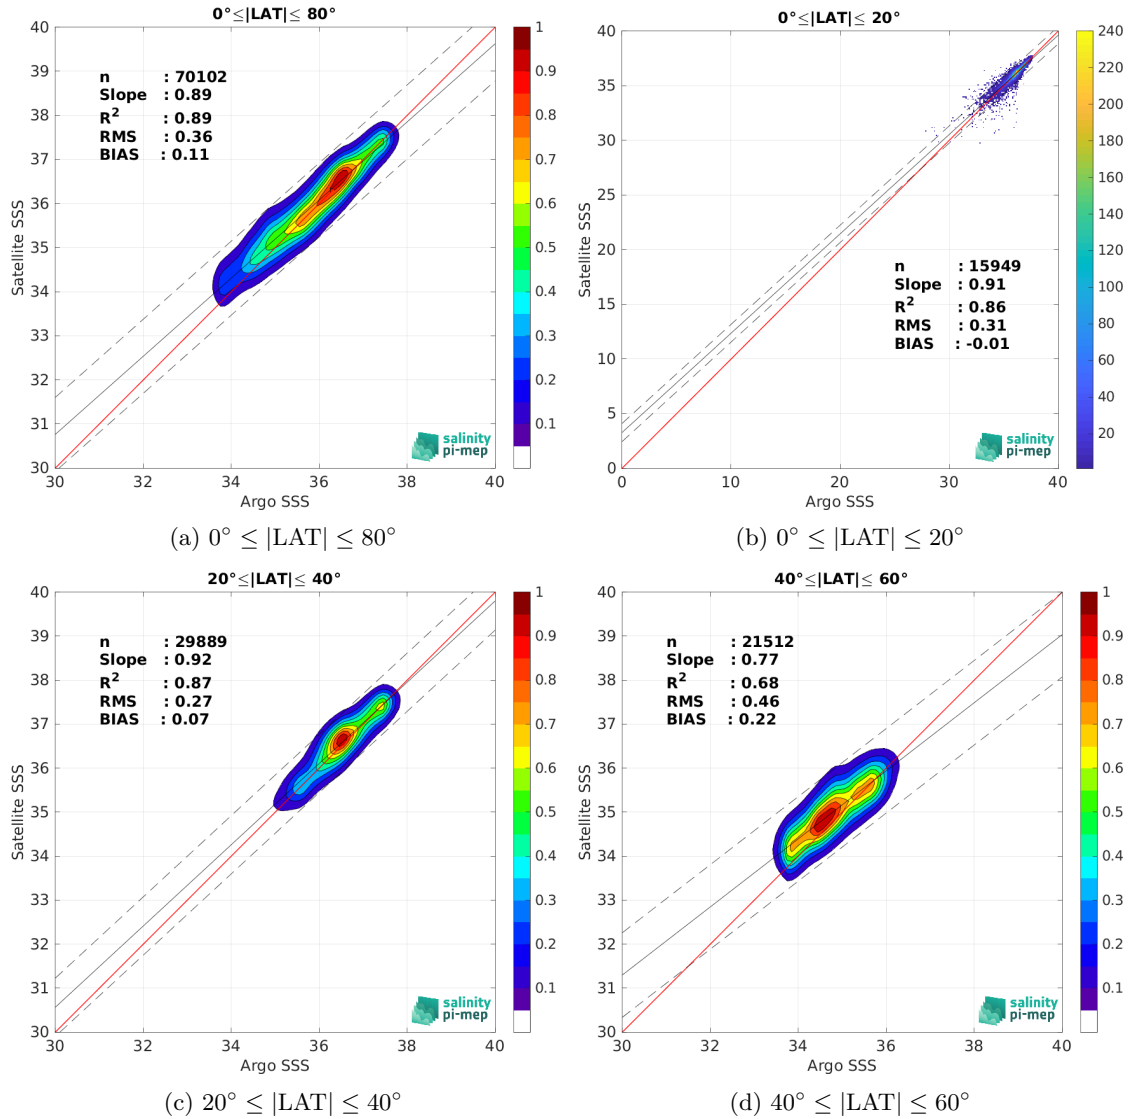 0°≤|LAT|≤ 80°
n : 70102
Slope : 0.89
R² : 0.89
RMS : 0.36
BIAS : 0.11
40
39
38
37
36
35
34
33
32
31
30
Satellite SSS
30 32 34 36 38 40
Argo SSS
salinity
pi-mep
1
0.9
0.8
0.7
0.6
0.5
0.4
0.3
0.2
0.1
(a) 0° ≤ |LAT| ≤ 80°
0°≤|LAT|≤ 20°
40
35
30
25
20
15
10
5
0
Satellite SSS
n : 15949
Slope : 0.91
R² : 0.86
RMS : 0.31
BIAS : -0.01
0 10 20 30 40
Argo SSS
salinity
pi-mep
240
220
200
180
160
140
120
100
80
60
40
20
(b) 0° ≤ |LAT| ≤ 20°
20°≤|LAT|≤ 40°
n : 29889
Slope : 0.92
R² : 0.87
RMS : 0.27
BIAS : 0.07
40
39
38
37
36
35
34
33
32
31
30
Satellite SSS
30 32 34 36 38 40
Argo SSS
salinity
pi-mep
1
0.9
0.8
0.7
0.6
0.5
0.4
0.3
0.2
0.1
(c) 20° ≤ |LAT| ≤ 40°
40°≤|LAT|≤ 60°
n : 21512
Slope : 0.77
R² : 0.68
RMS : 0.46
BIAS : 0.22
40
39
38
37
36
35
34
33
32
31
30
Satellite SSS
30 32 34 36 38 40
Argo SSS
salinity
pi-mep
1
0.9
0.8
0.7
0.6
0.5
0.4
0.3
0.2
0.1
(d) 40° ≤ |LAT| ≤ 60°